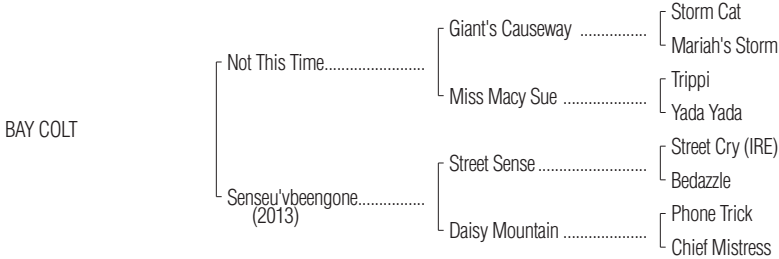 Storm Cat
Giant's Causeway ................
Mariah's Storm
Not This Time........................
Trippi
Miss Macy Sue ....................
Yada Yada
BAY COLT
Street Cry (IRE)
Street Sense ..........................
Bedazzle
Senseu'vbeengone................
(2013)
Phone Trick
Daisy Mountain ....................
Chief Mistress